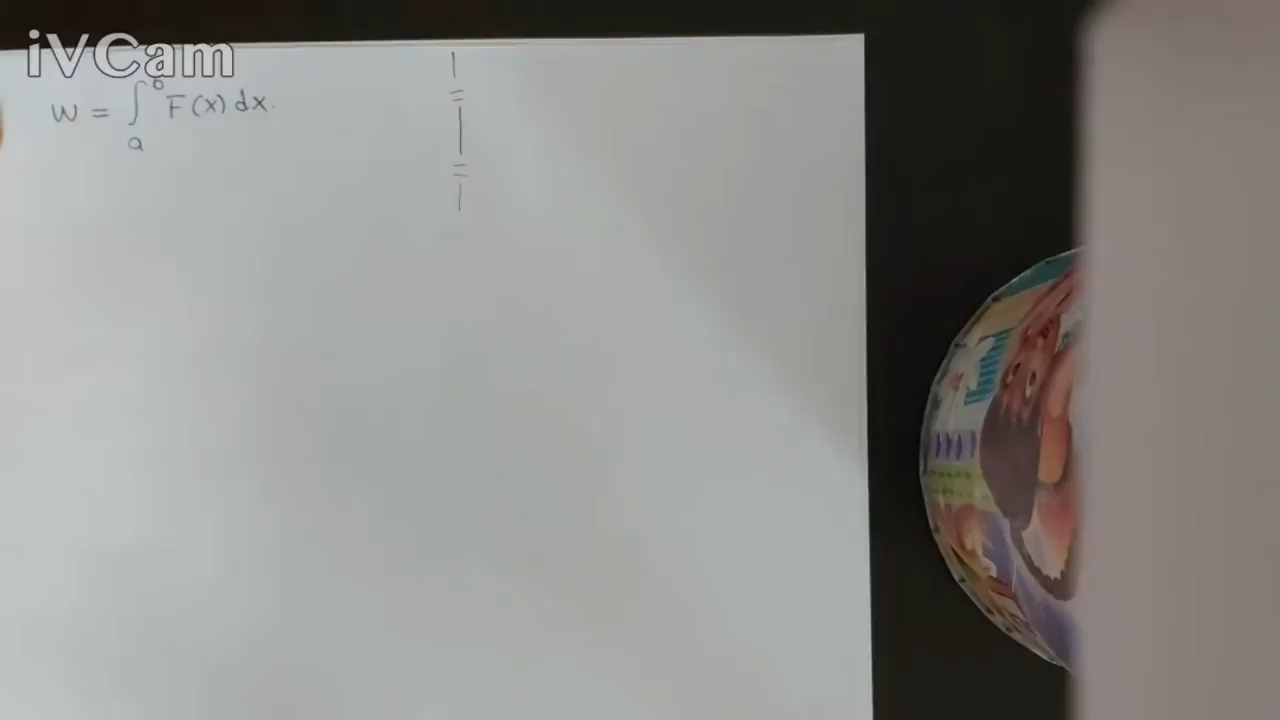 iVCam
W = ∫ₐᵇ F(x) dx.